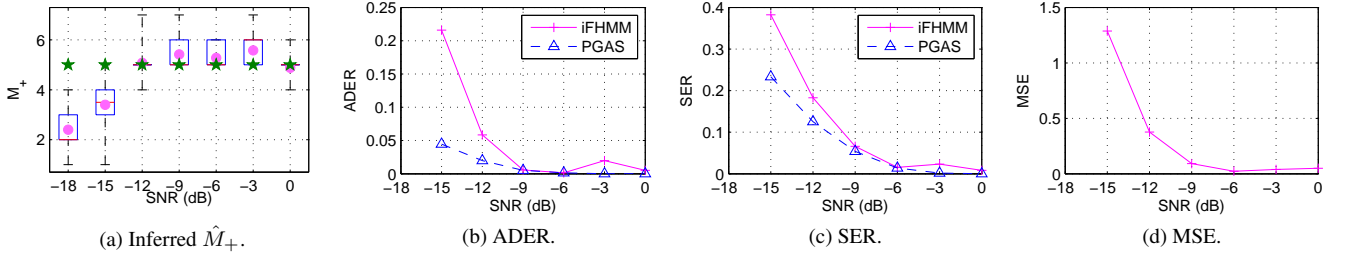 6
4
2
M+
−18 −15 −12 −9 −6 −3 0
SNR (dB)
(a) Inferred M̂+.
0.25
0.2
0.15
0.1
0.05
0
ADER
iFHMM
PGAS
−18 −15 −12 −9 −6 −3 0
SNR (dB)
(b) ADER.
0.4
0.3
0.2
0.1
0
SER
iFHMM
PGAS
−18 −15 −12 −9 −6 −3 0
SNR (dB)
(c) SER.
1.5
1
0.5
0
MSE
−18 −15 −12 −9 −6 −3 0
SNR (dB)
(d) MSE.